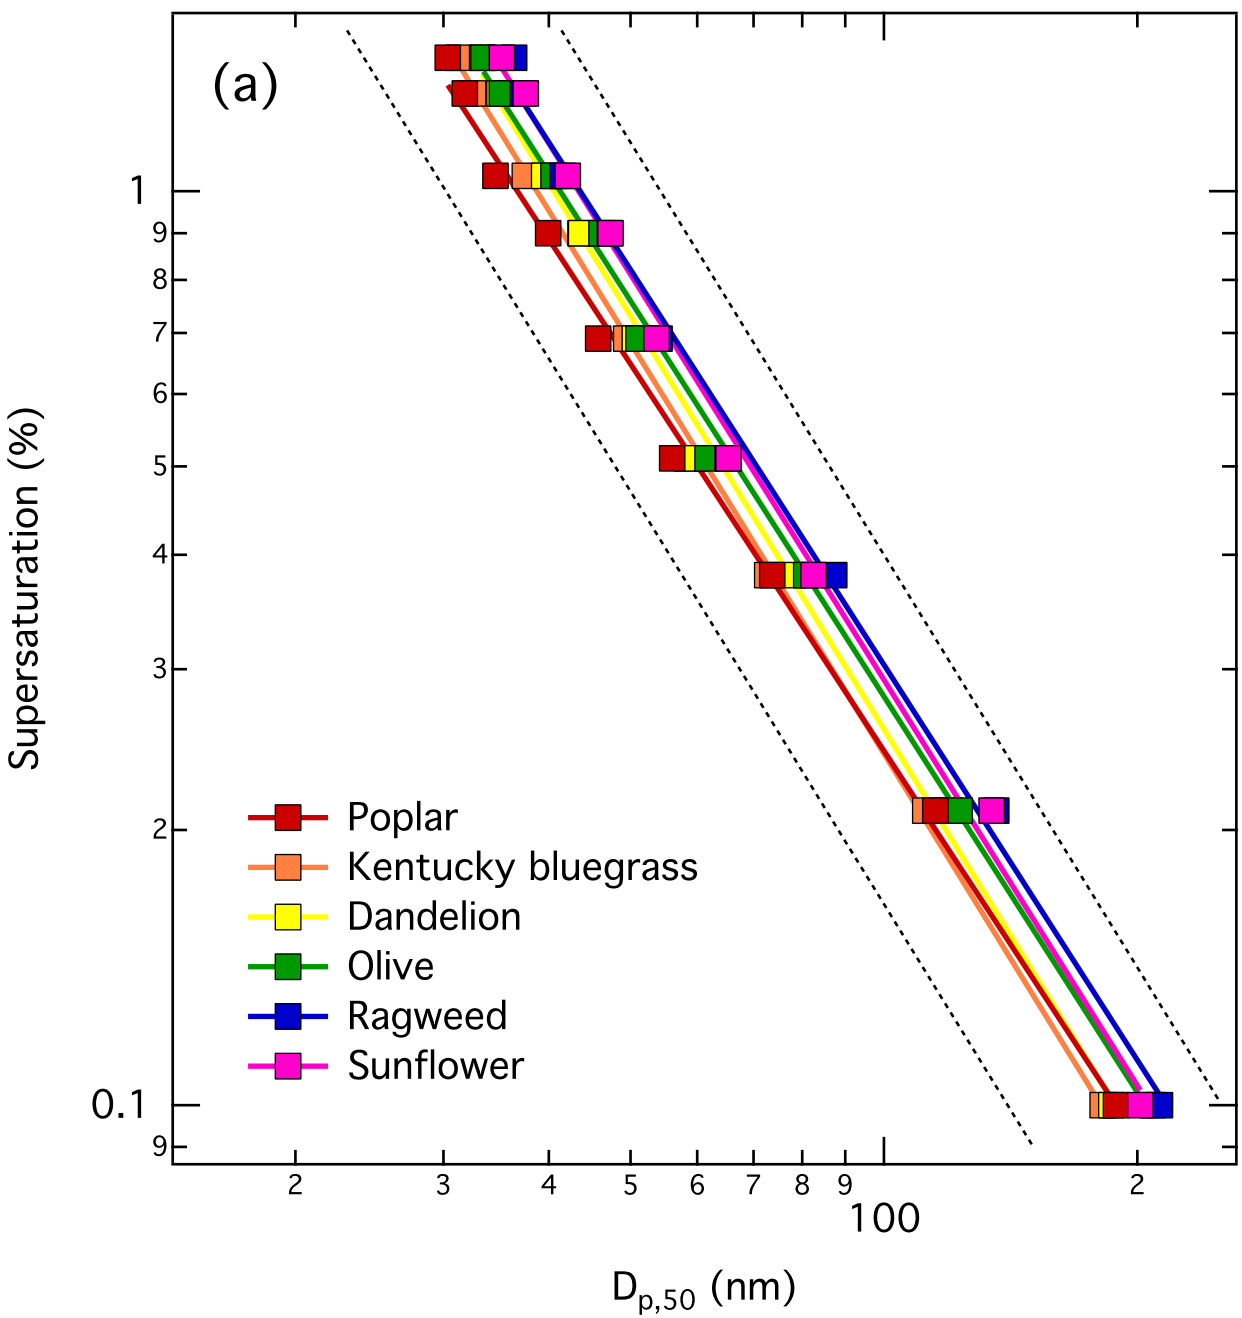 (a)
1
9
8
7
6
5
4
3
2
0.1
9
Supersaturation (%)
Poplar
Kentucky bluegrass
Dandelion
Olive
Ragweed
Sunflower
2 3 4 5 6 7 8 9 100 2
Dp,50 (nm)